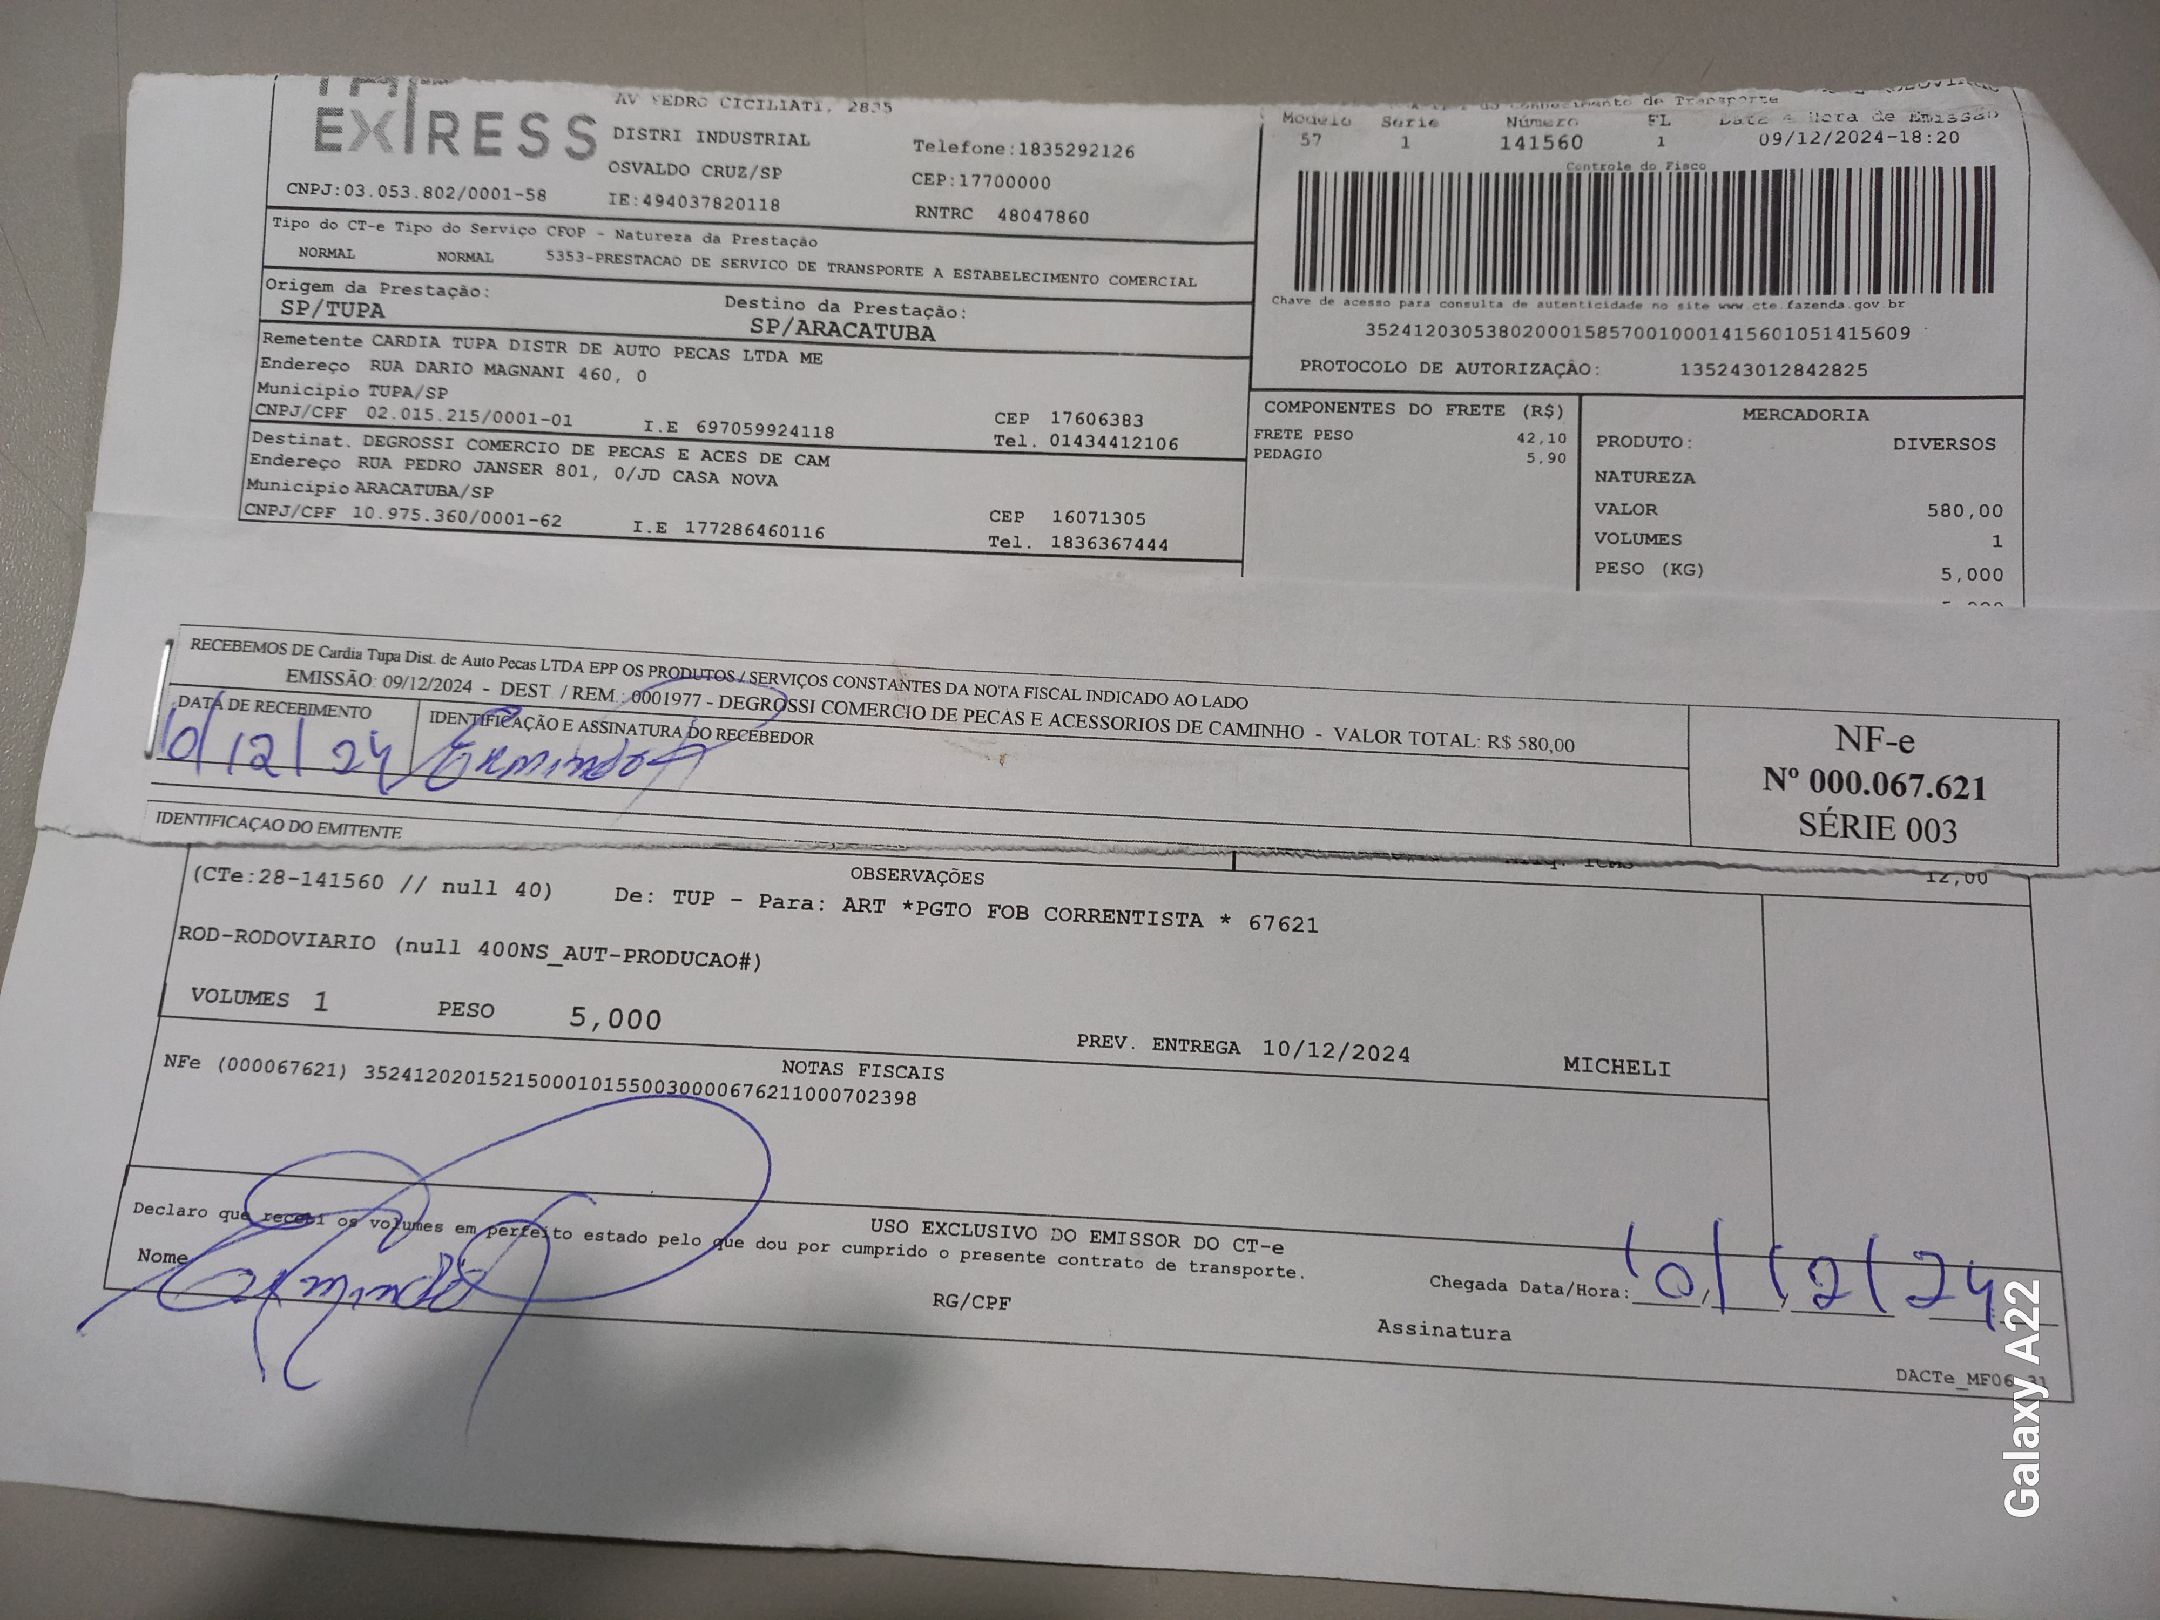 EXPRESS
AV PEDRO CICILIATI, 2835
DISTRI INDUSTRIAL
Telefone:1835292126
OSVALDO CRUZ/SP
CEP:17700000
CNPJ:03.053.802/0001-58
IE:494037820118
RNTRC 48047860
Conhecimento de Transporte
Modelo Serie Número FL Data e Hora de Emissão
57 1 141560 1 09/12/2024-18:20
Controle do Fisco
Chave de acesso para consulta de autenticidade no site www.cte.fazenda.gov.br
35241203053802000158570010001415601051415609
PROTOCOLO DE AUTORIZAÇÃO: 135243012842825
Tipo do CT-e Tipo do Serviço CFOP - Natureza da Prestação
NORMAL NORMAL 5353-PRESTACAO DE SERVICO DE TRANSPORTE A ESTABELECIMENTO COMERCIAL
Origem da Prestação: Destino da Prestação:
SP/TUPA SP/ARACATUBA
Remetente CARDIA TUPA DISTR DE AUTO PECAS LTDA ME
Endereço RUA DARIO MAGNANI 460, 0
Municipio TUPA/SP
CEP 17606383
CNPJ/CPF 02.015.215/0001-01 I.E 697059924118 Tel. 01434412106
Destinat. DEGROSSI COMERCIO DE PECAS E ACES DE CAM
Endereço RUA PEDRO JANSER 801, 0/JD CASA NOVA
Municipio ARACATUBA/SP
CEP 16071305
CNPJ/CPF 10.975.360/0001-62 I.E 177286460116 Tel. 1836367444
COMPONENTES DO FRETE (R$)
FRETE PESO 42,10
PEDAGIO 5,90
MERCADORIA
PRODUTO: DIVERSOS
NATUREZA
VALOR 580,00
VOLUMES 1
PESO (KG) 5,000
RECEBEMOS DE Cardia Tupa Dist. de Auto Pecas LTDA EPP OS PRODUTOS / SERVIÇOS CONSTANTES DA NOTA FISCAL INDICADO AO LADO
EMISSÃO: 09/12/2024 - DEST. / REM.: 0001977 - DEGROSSI COMERCIO DE PECAS E ACESSORIOS DE CAMINHO - VALOR TOTAL: R$ 580,00
DATA DE RECEBIMENTO
IDENTIFICAÇÃO E ASSINATURA DO RECEBEDOR
10/12/24
NF-e
Nº 000.067.621
SÉRIE 003
IDENTIFICAÇÃO DO EMITENTE
12,00
OBSERVAÇÕES
(CTe:28-141560 // null 40) De: TUP - Para: ART *PGTO FOB CORRENTISTA * 67621
ROD-RODOVIARIO (null 400NS_AUT-PRODUCAO#)
VOLUMES 1 PESO 5,000
PREV. ENTREGA 10/12/2024 MICHELI
NOTAS FISCAIS
NFe (000067621) 35241202015215000101550030000676211000702398
USO EXCLUSIVO DO EMISSOR DO CT-e
Declaro que recebi os volumes em perfeito estado pelo que dou por cumprido o presente contrato de transporte.
Nome
RG/CPF
Chegada Data/Hora: 10/12/24
Assinatura
DACTe_MF06
Galaxy A22